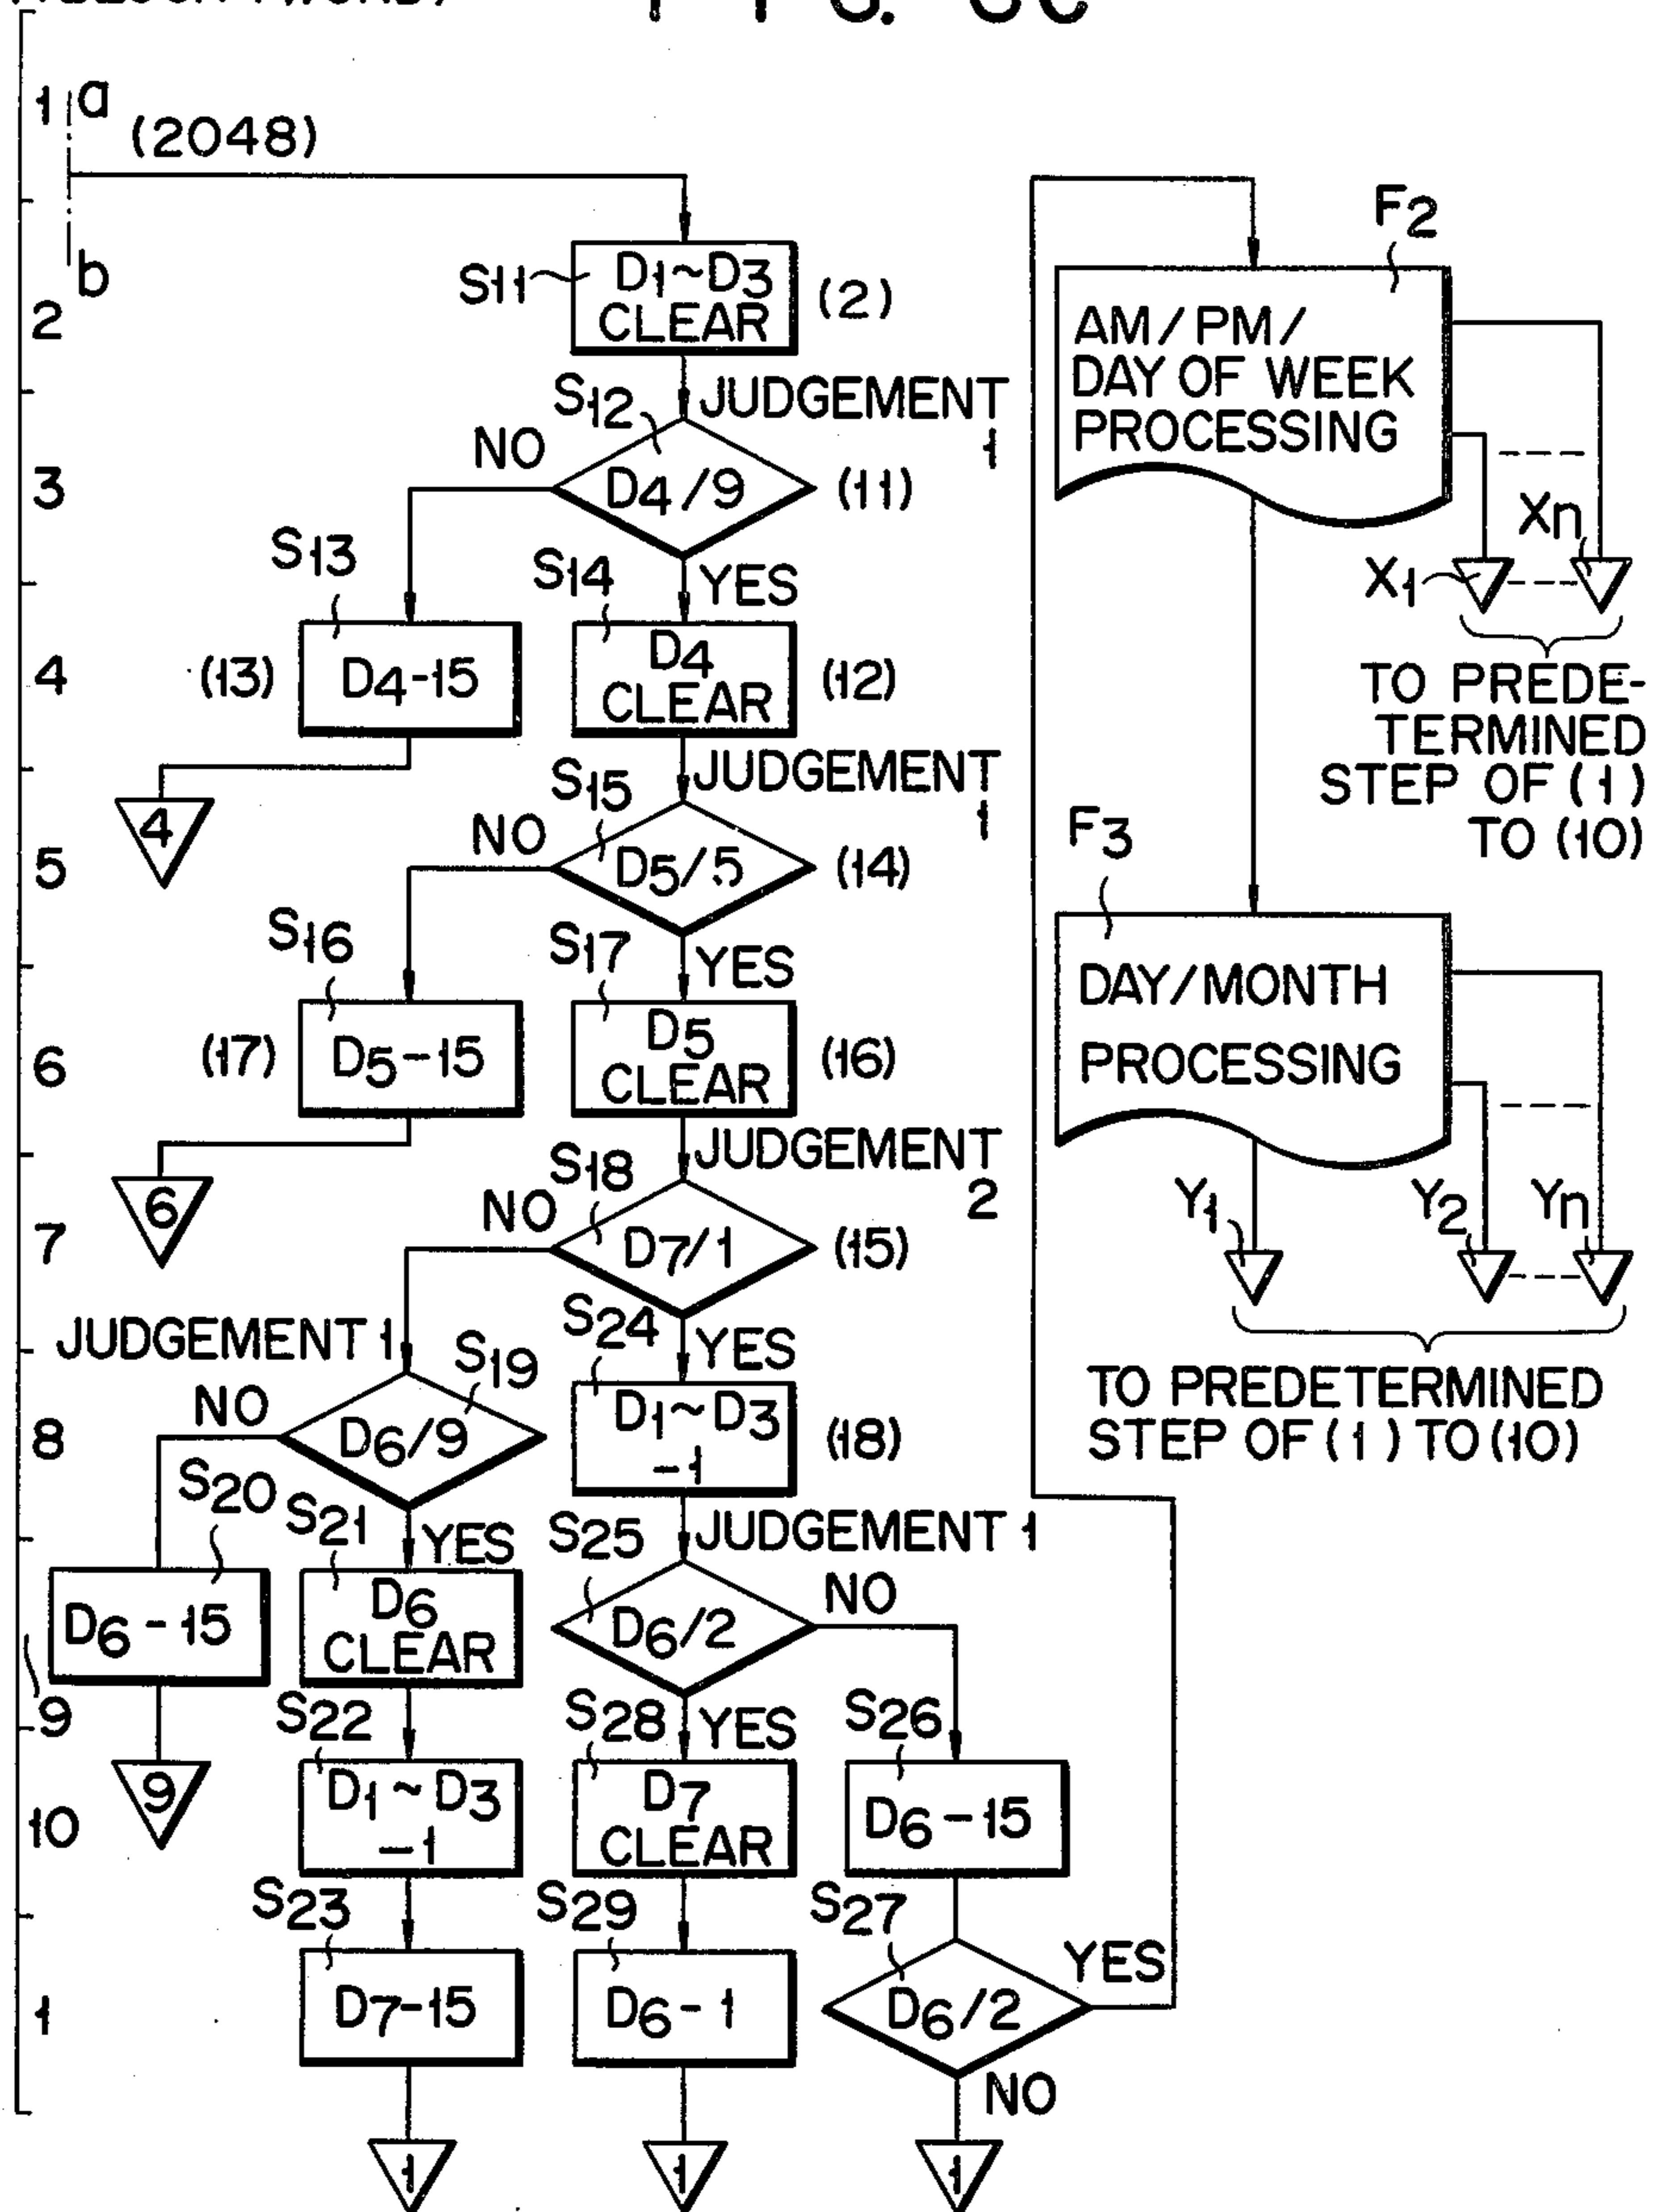 FIG.
1
a
(2048)
b
2
S11
D1~D3
CLEAR
(2)
S12
JUDGEMENT
1
NO
3
D4/9
(11)
S13
S14
YES
4
(13)
D4-15
D4
CLEAR
(12)
JUDGEMENT
1
S15
NO
4
5
D5/5
(14)
S16
S17
YES
6
(17)
D5-15
D5
CLEAR
(16)
JUDGEMENT
2
S18
6
NO
7
D7/1
(15)
S24
YES
JUDGEMENT 1
S19
NO
8
D6/9
D1~D3
-1
(18)
S20
S21
YES
S25
JUDGEMENT 1
NO
D6-15
D6
CLEAR
D6/2
9
S22
S28
YES
S26
9
10
D1~D3
-1
D7
CLEAR
D6-15
S23
S29
S27
YES
1
D7-15
D6-1
D6/2
NO
1
1
1
F2
AM/PM/
DAY OF WEEK
PROCESSING
Xn
X1
TO PREDE-
TERMINED
STEP OF (1)
TO (10)
F3
DAY/MONTH
PROCESSING
Y1
Y2
Yn
TO PREDETERMINED
STEP OF (1) TO (10)